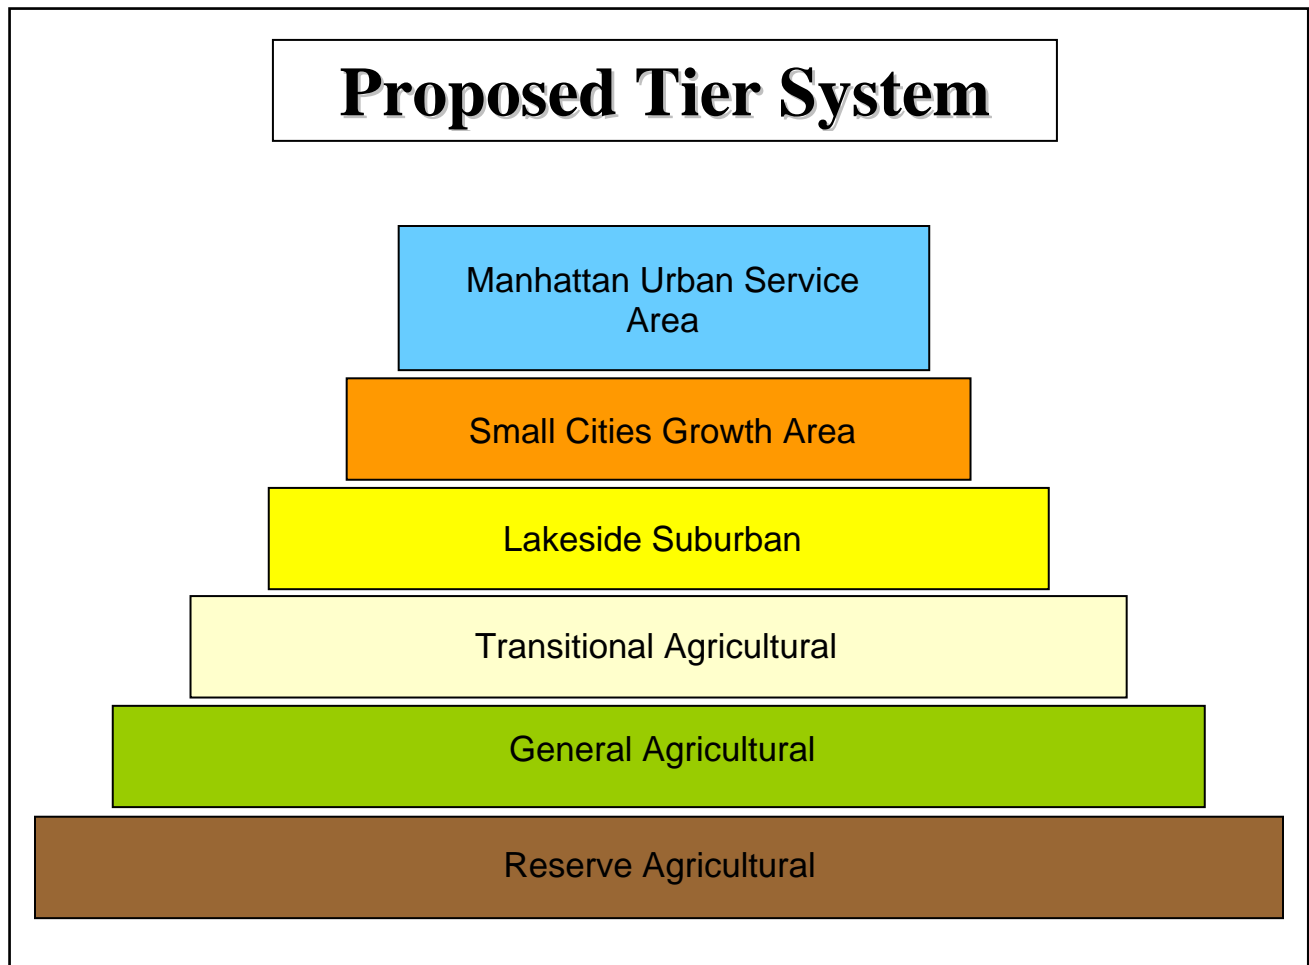 Proposed Tier System
Manhattan Urban Service
Area
Small Cities Growth Area
Lakeside Suburban
Transitional Agricultural
General Agricultural
Reserve Agricultural